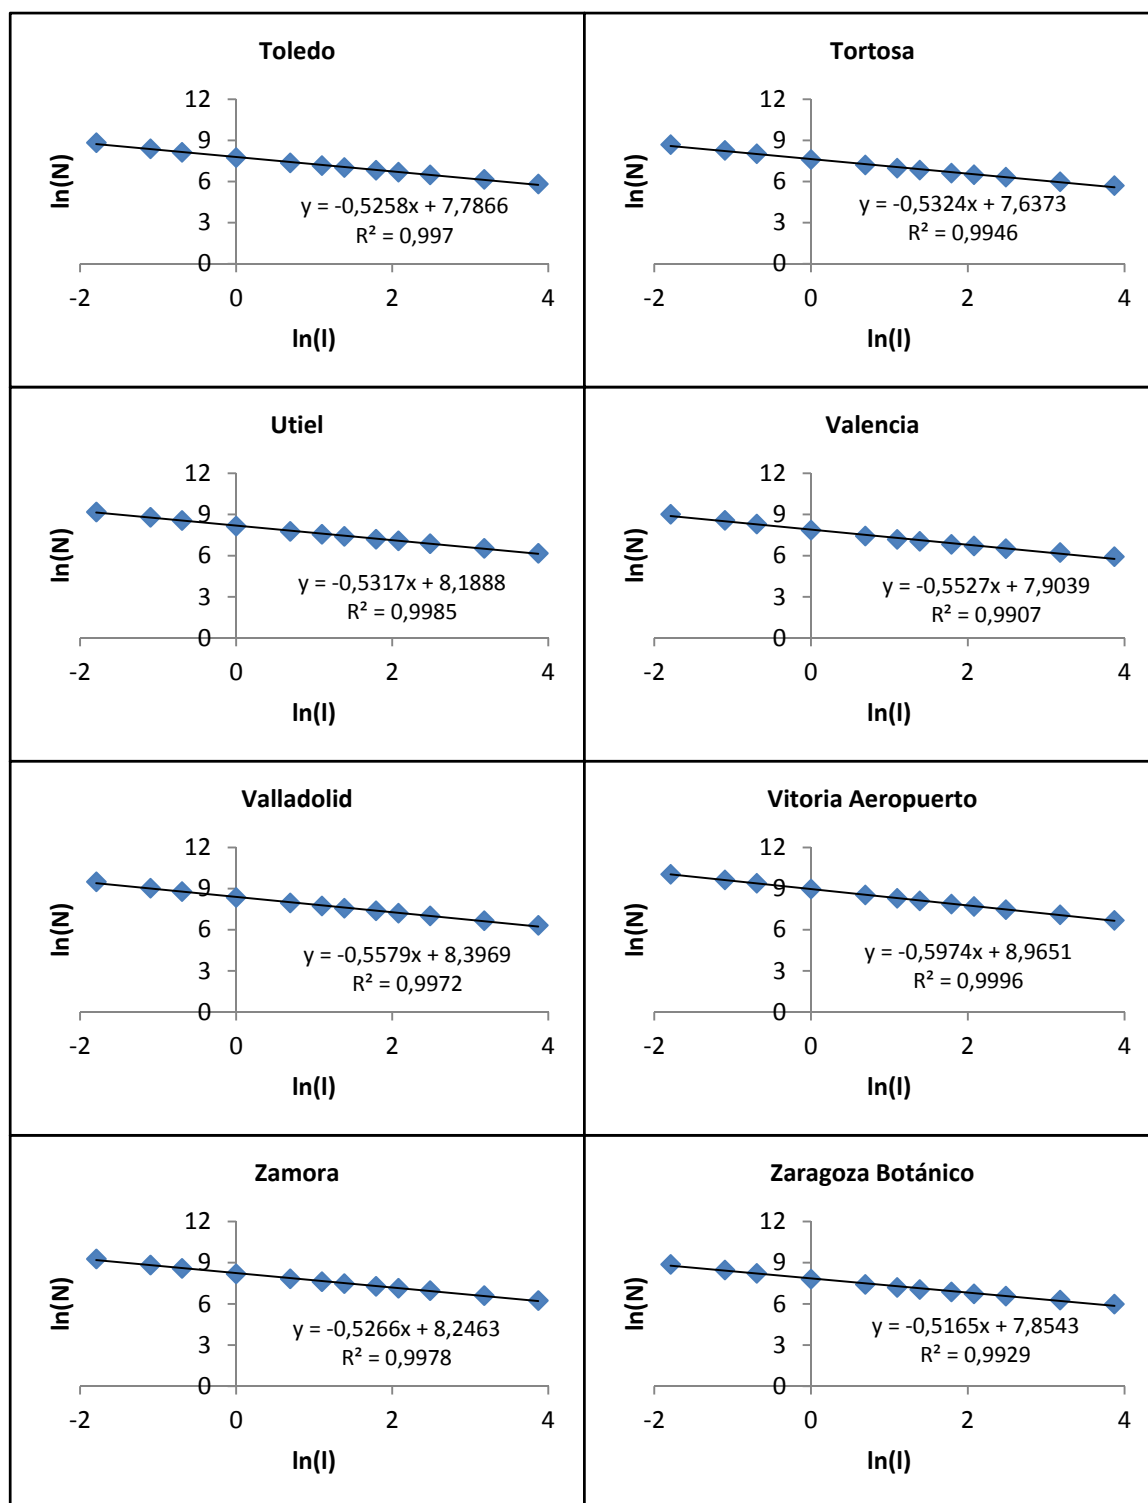 Toledo
12
9
6
3
0
-2
0
2
4
ln(N)
ln(l)
y = -0,5258x + 7,7866
R² = 0,997
Tortosa
12
9
6
3
0
-2
0
2
4
ln(N)
ln(l)
y = -0,5324x + 7,6373
R² = 0,9946
Utiel
12
9
6
3
0
-2
0
2
4
ln(N)
ln(l)
y = -0,5317x + 8,1888
R² = 0,9985
Valencia
12
9
6
3
0
-2
0
2
4
ln(N)
ln(l)
y = -0,5527x + 7,9039
R² = 0,9907
Valladolid
12
9
6
3
0
-2
0
2
4
ln(N)
ln(l)
y = -0,5579x + 8,3969
R² = 0,9972
Vitoria Aeropuerto
12
9
6
3
0
-2
0
2
4
ln(N)
ln(l)
y = -0,5974x + 8,9651
R² = 0,9996
Zamora
12
9
6
3
0
-2
0
2
4
ln(N)
ln(l)
y = -0,5266x + 8,2463
R² = 0,9978
Zaragoza Botánico
12
9
6
3
0
-2
0
2
4
ln(N)
ln(l)
y = -0,5165x + 7,8543
R² = 0,9929